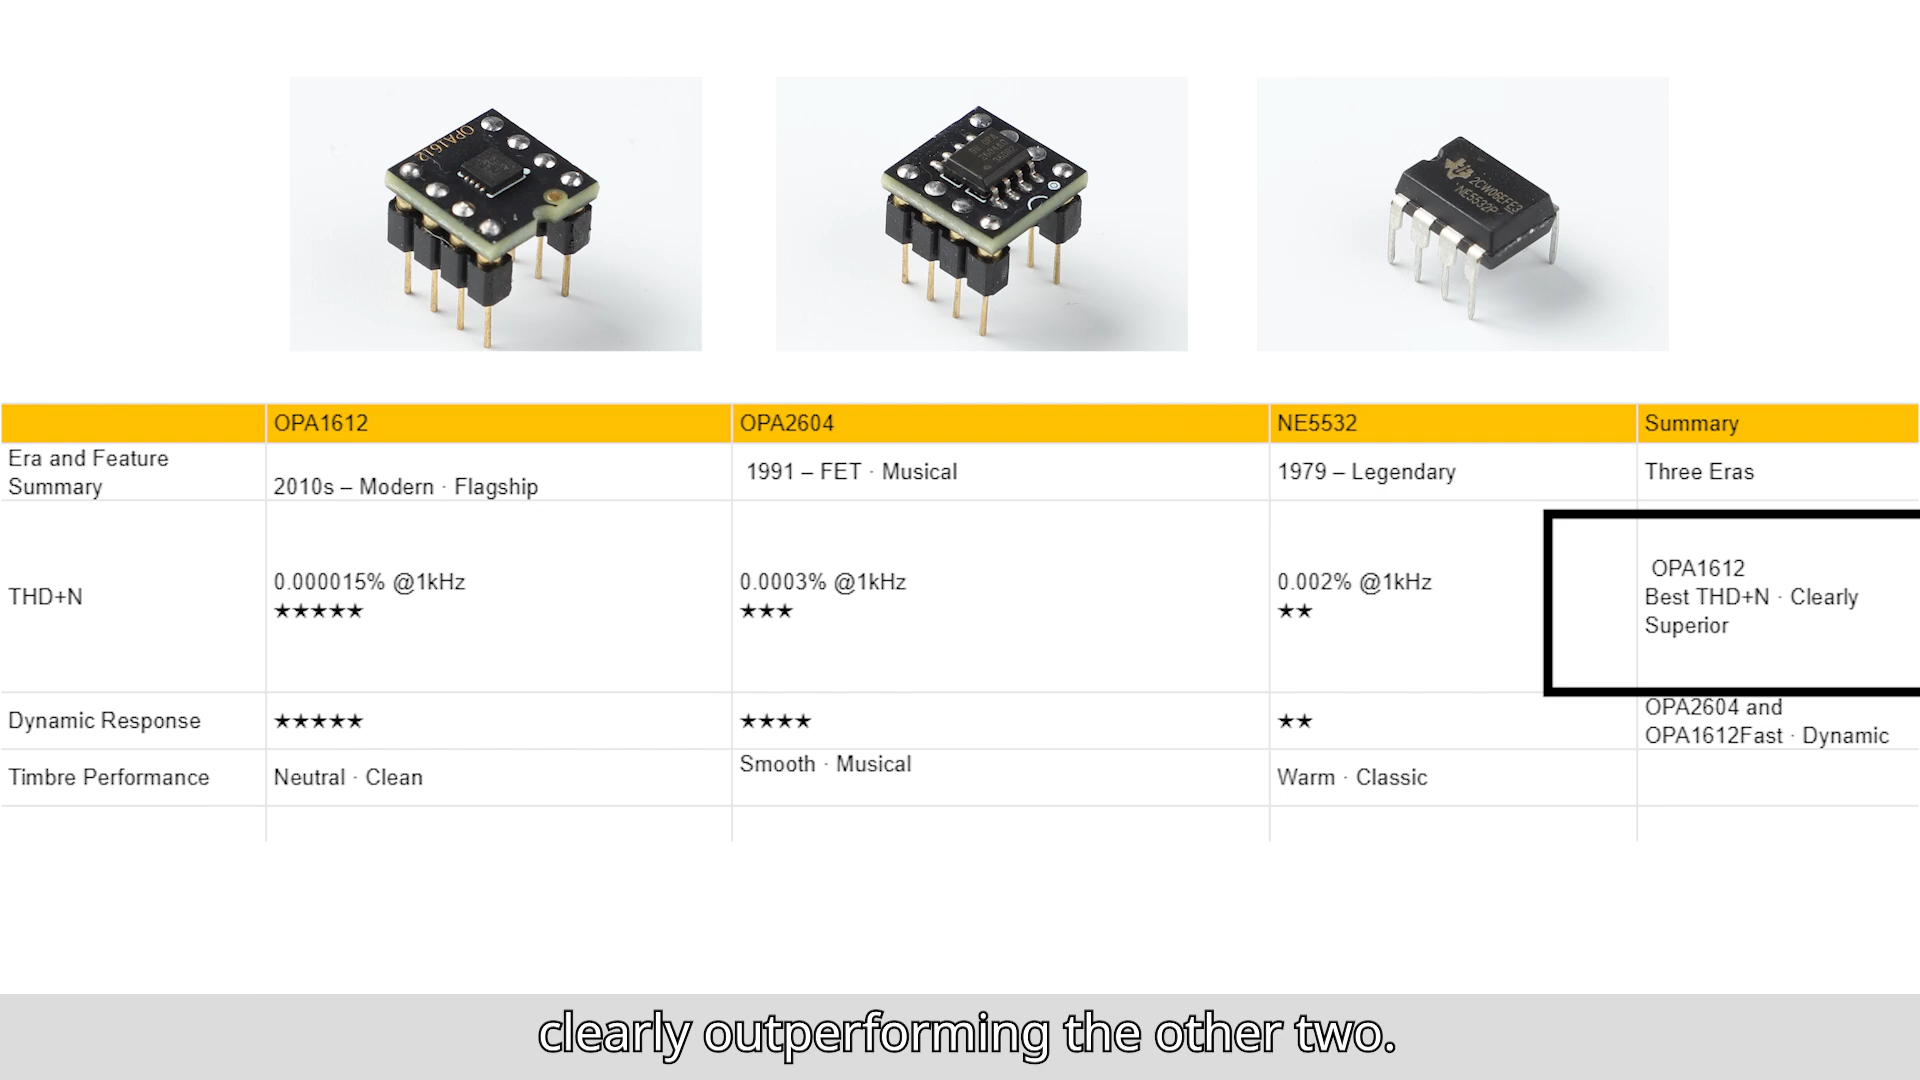 OPA1612
NE5532P
OPA1612
OPA2604
NE5532
Summary
Era and Feature
Summary
2010s – Modern · Flagship
1991 – FET · Musical
1979 – Legendary
Three Eras
THD+N
0.000015% @1kHz
★★★★★
0.0003% @1kHz
★★★
0.002% @1kHz
★★
OPA1612
Best THD+N · Clearly
Superior
Dynamic Response
★★★★★
★★★★
★★
OPA2604 and
OPA1612Fast · Dynamic
Timbre Performance
Neutral · Clean
Smooth · Musical
Warm · Classic
clearly outperforming the other two.